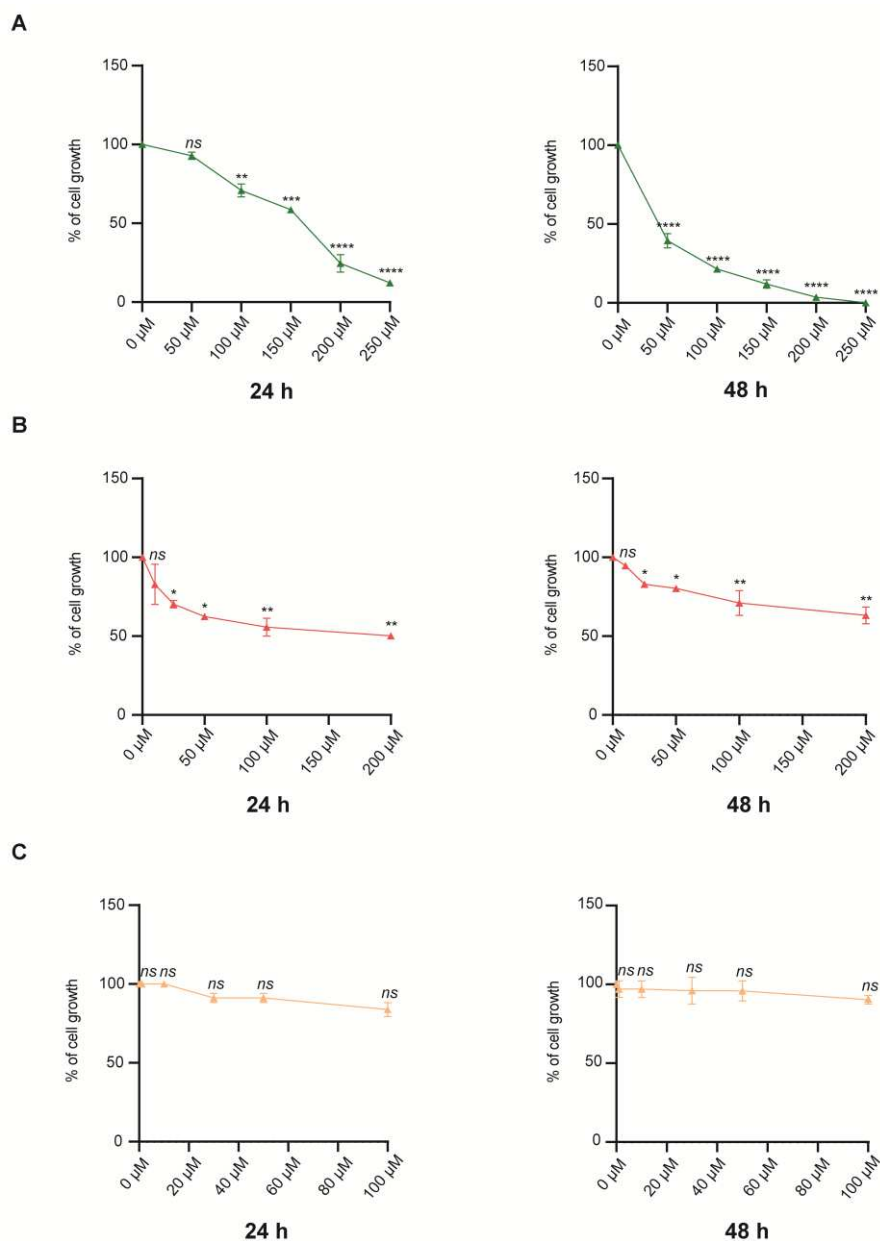 A
150
100
50
0
% of cell growth
ns
**
***
****
****
0 µM
50 µM
100 µM
150 µM
200 µM
250 µM
24 h
150
100
50
0
% of cell growth
****
****
****
****
****
0 µM
50 µM
100 µM
150 µM
200 µM
250 µM
48 h
B
150
100
50
0
% of cell growth
ns
*
*
**
**
0 µM
50 µM
100 µM
150 µM
200 µM
24 h
150
100
50
0
% of cell growth
ns
*
*
**
**
0 µM
50 µM
100 µM
150 µM
200 µM
48 h
C
150
100
50
0
% of cell growth
ns ns
ns
ns
ns
0 µM
20 µM
40 µM
60 µM
80 µM
100 µM
24 h
150
100
50
0
% of cell growth
ns ns
ns
ns
ns
0 µM
20 µM
40 µM
60 µM
80 µM
100 µM
48 h